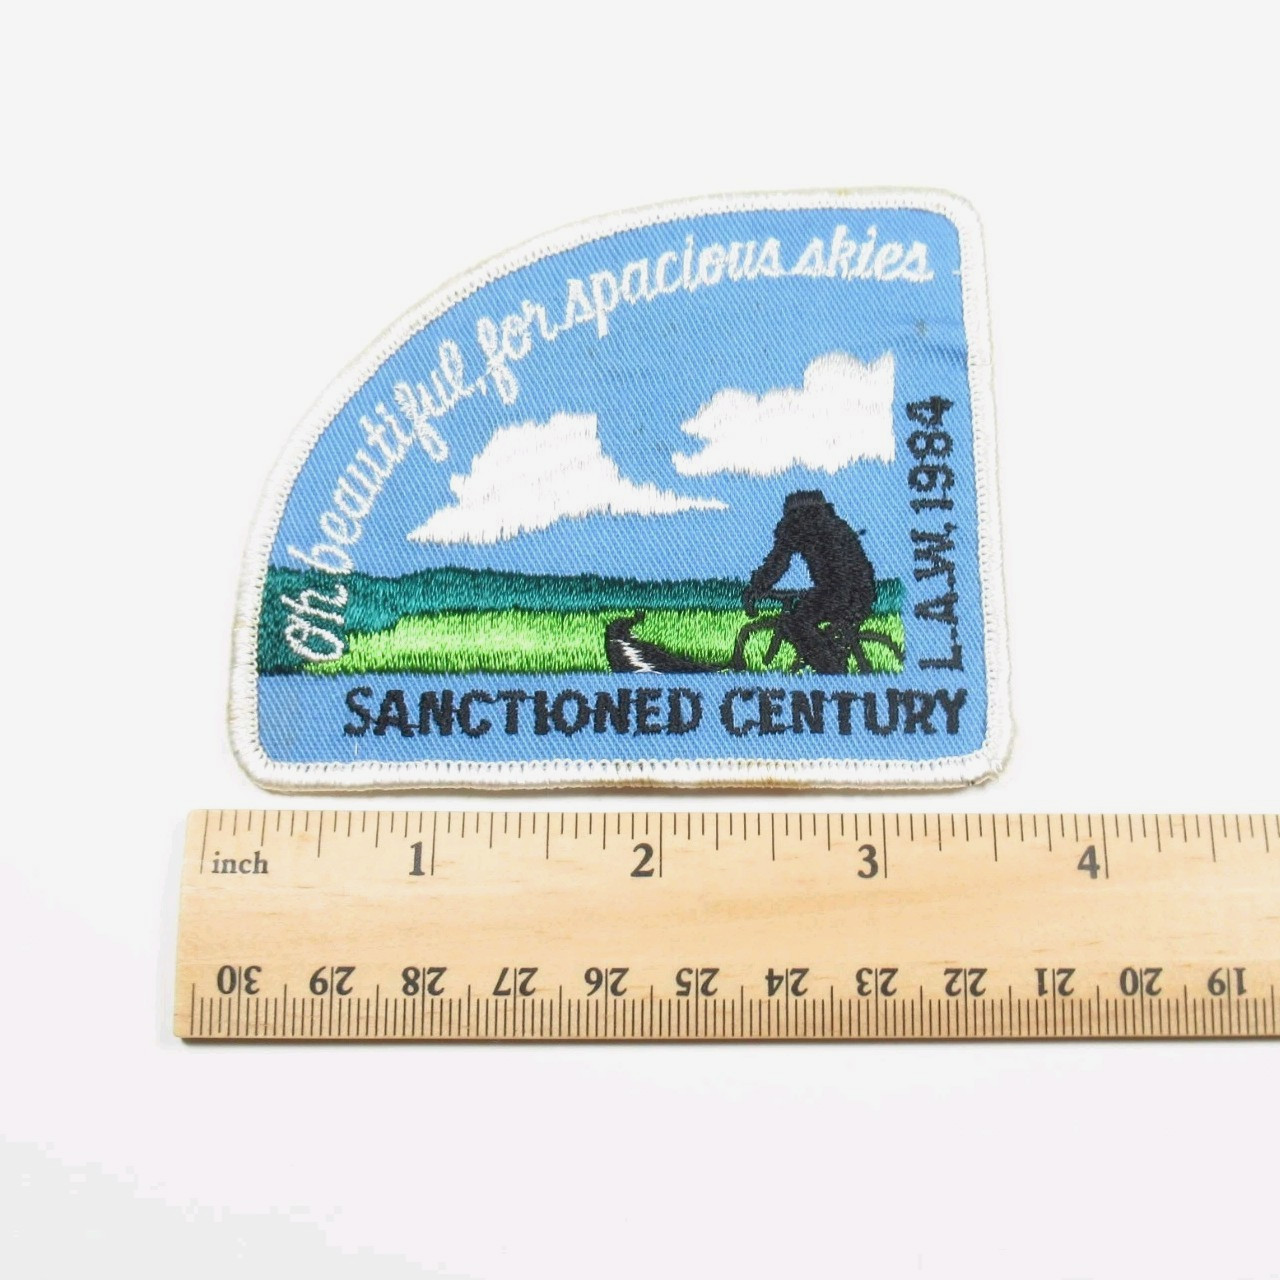 Oh beautiful, for spacious skies
L.A.W. 1984
SANCTIONED CENTURY
inch 1 2 3 4
30 29 28 27 26 25 24 23 22 21 20 19